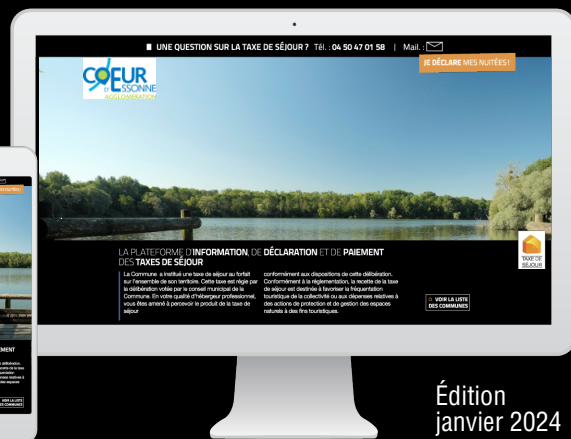 UNE QUESTION SUR LA TAXE DE SÉJOUR ? Tél. : 04 50 47 01 58 | Mail. :
JE DÉCLARE MES NUITÉES !
CŒUR
D'ESSONNE
AGGLOMÉRATION
LA PLATEFORME D'INFORMATION, DE DÉCLARATION ET DE PAIEMENT
DES TAXES DE SÉJOUR
La Commune a institué une taxe de séjour au forfait
sur l'ensemble de son territoire. Cette taxe est régie par
la délibération votée par le conseil municipal de la
Commune. En votre qualité d'hébergeur professionnel,
vous êtes amené à percevoir le produit de la taxe de
séjour
conformément aux dispositions de cette délibération.
Conformément à la réglementation, la recette de la taxe
de séjour est destinée à favoriser la fréquentation
touristique de la collectivité ou aux dépenses relatives à
des actions de protection et de gestion des espaces
naturels à des fins touristiques.
TAXE DE
SÉJOUR
VOIR LA LISTE
DES COMMUNES
EMENT
VOIR LA LISTE
DES COMMUNES
Édition
janvier 2024